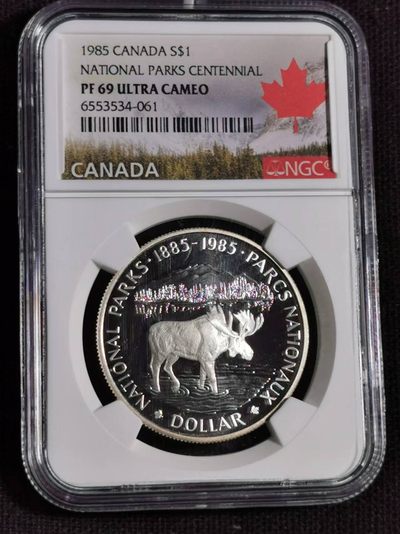 1985 CANADA S$1
NATIONAL PARKS CENTENNIAL
PF 69 ULTRA CAMEO
6553534-061
CANADA
NGC
NATIONAL PARKS · 1885-1985 · PARCS NATIONAUX
DOLLAR